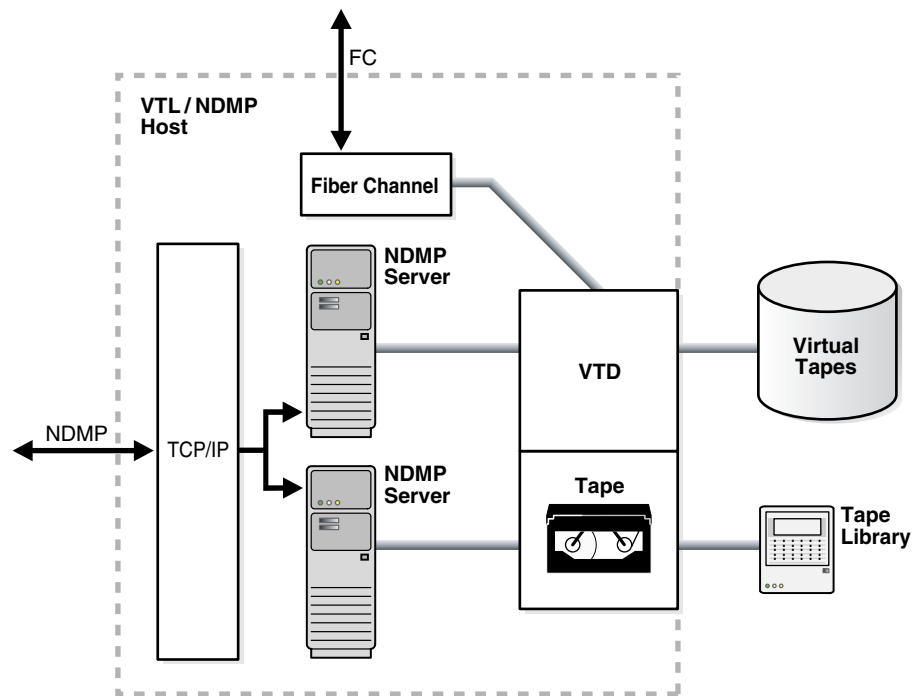 FC
VTL / NDMP
Host
Fiber Channel
NDMP
Server
VTD
Virtual
Tapes
NDMP
TCP/IP
NDMP
Server
Tape
Tape
Library